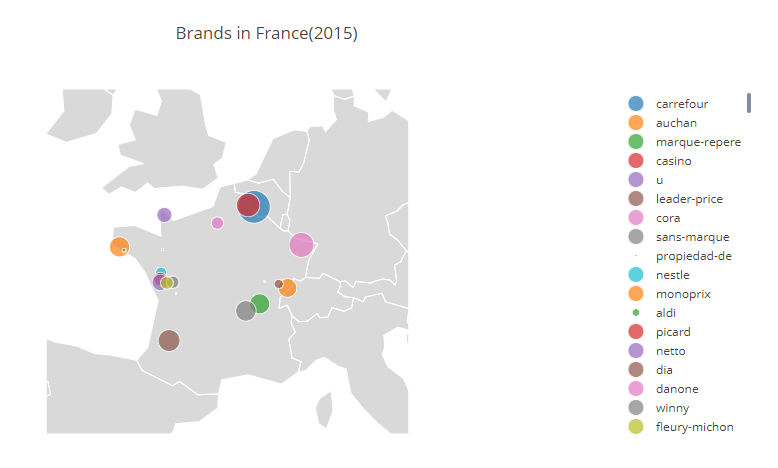 Brands in France(2015)
carrefour
auchan
marque-repere
casino
u
leader-price
cora
sans-marque
propiedad-de
nestle
monoprix
aldi
picard
netto
dia
danone
winny
fleury-michon